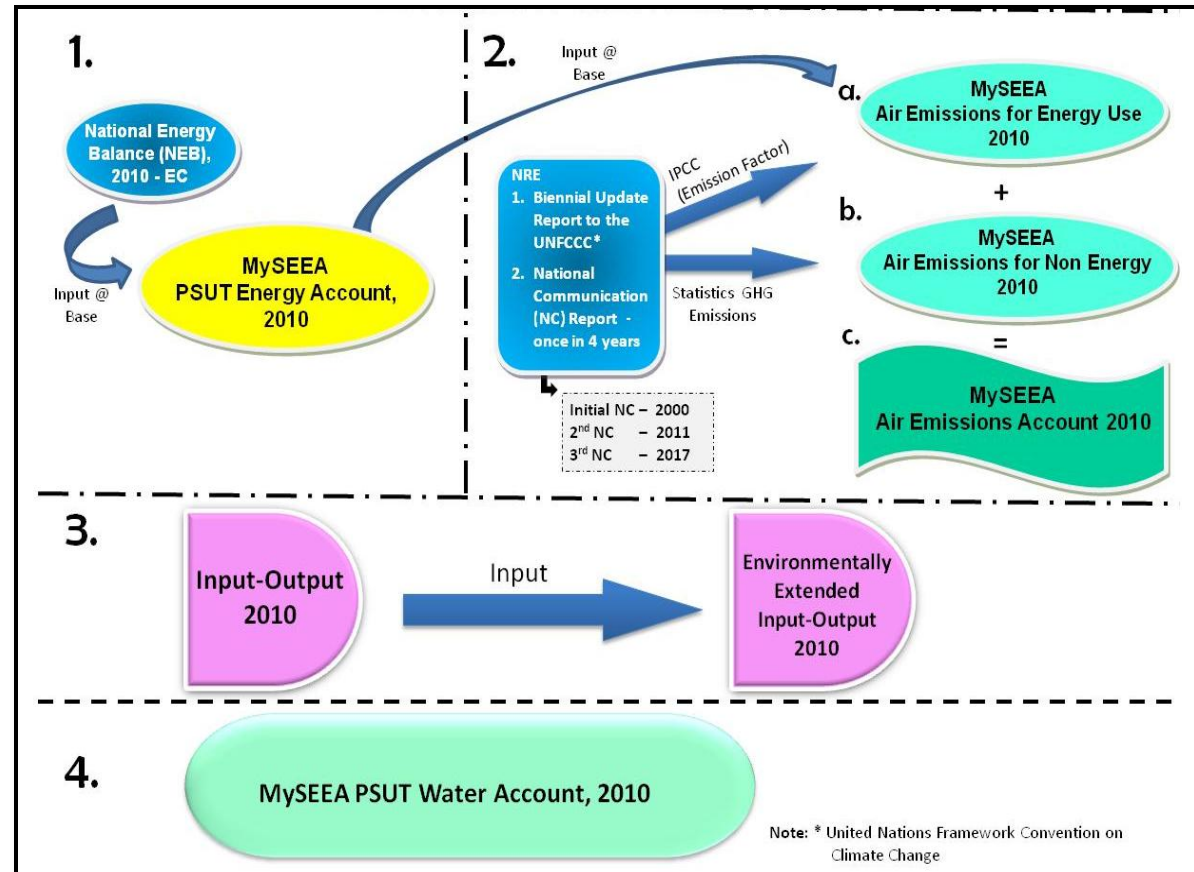 1.
National Energy
Balance (NEB),
2010 - EC
Input @
Base
MySEEA
PSUT Energy Account,
2010
2.
Input @
Base
NRE
1. Biennial Update
Report to the
UNFCCC*
2. National
Communication
(NC) Report -
once in 4 years
IPCC
(Emission Factor)
Statistics GHG
Emissions
Initial NC – 2000
2nd NC – 2011
3rd NC – 2017
a.
MySEEA
Air Emissions for Energy Use
2010
+
b.
MySEEA
Air Emissions for Non Energy
2010
=
c.
MySEEA
Air Emissions Account 2010
3.
Input-Output
2010
Input
Environmentally
Extended
Input-Output
2010
4.
MySEEA PSUT Water Account, 2010
Note: * United Nations Framework Convention on
Climate Change